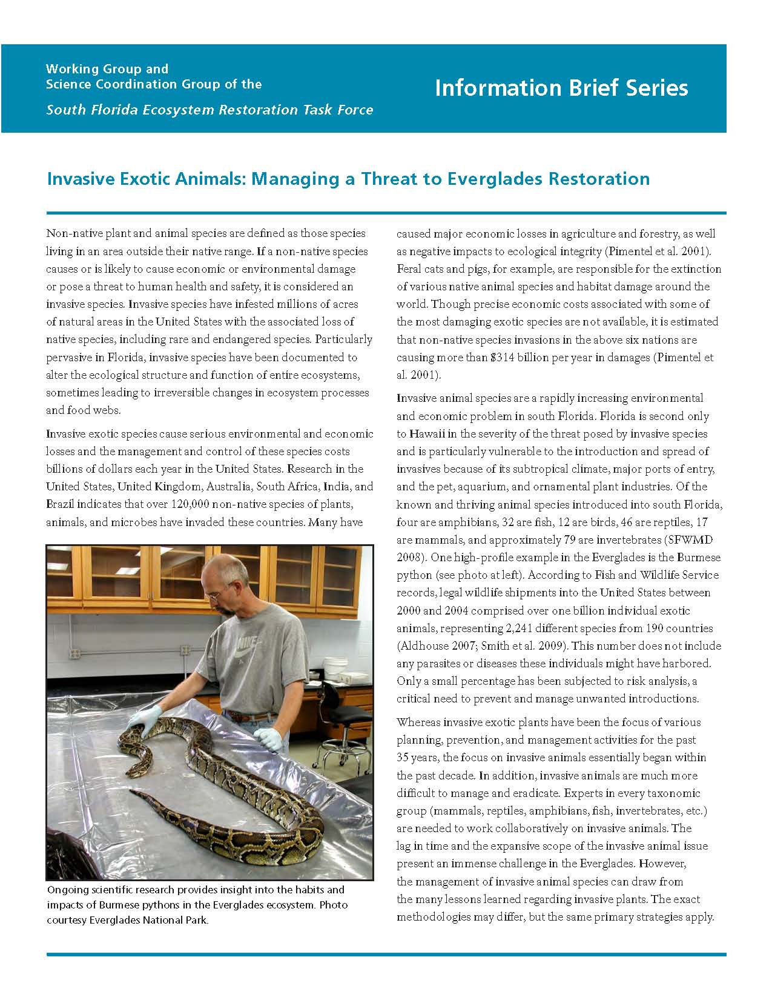 Working Group and
Science Coordination Group of the
South Florida Ecosystem Restoration Task Force
Information Brief Series
Invasive Exotic Animals: Managing a Threat to Everglades Restoration
Non-native plant and animal species are defined as those species
living in an area outside their native range. If a non-native species
causes or is likely to cause economic or environmental damage
or pose a threat to human health and safety, it is considered an
invasive species. Invasive species have infested millions of acres
of natural areas in the United States with the associated loss of
native species, including rare and endangered species. Particularly
pervasive in Florida, invasive species have been documented to
alter the ecological structure and function of entire ecosystems,
sometimes leading to irreversible changes in ecosystem processes
and food webs.
Invasive exotic species cause serious environmental and economic
losses and the management and control of these species costs
billions of dollars each year in the United States. Research in the
United States, United Kingdom, Australia, South Africa, India, and
Brazil indicates that over 120,000 non-native species of plants,
animals, and microbes have invaded these countries. Many have
NIKE
Ongoing scientific research provides insight into the habits and
impacts of Burmese pythons in the Everglades ecosystem. Photo
courtesy Everglades National Park.
caused major economic losses in agriculture and forestry, as well
as negative impacts to ecological integrity (Pimentel et al. 2001).
Feral cats and pigs, for example, are responsible for the extinction
of various native animal species and habitat damage around the
world. Though precise economic costs associated with some of
the most damaging exotic species are not available, it is estimated
that non-native species invasions in the above six nations are
causing more than $314 billion per year in damages (Pimentel et
al. 2001).
Invasive animal species are a rapidly increasing environmental
and economic problem in south Florida. Florida is second only
to Hawaii in the severity of the threat posed by invasive species
and is particularly vulnerable to the introduction and spread of
invasives because of its subtropical climate, major ports of entry,
and the pet, aquarium, and ornamental plant industries. Of the
known and thriving animal species introduced into south Florida,
four are amphibians, 32 are fish, 12 are birds, 46 are reptiles, 17
are mammals, and approximately 79 are invertebrates (SFWMD
2008). One high-profile example in the Everglades is the Burmese
python (see photo at left). According to Fish and Wildlife Service
records, legal wildlife shipments into the United States between
2000 and 2004 comprised over one billion individual exotic
animals, representing 2,241 different species from 190 countries
(Aldhouse 2007; Smith et al. 2009). This number does not include
any parasites or diseases these individuals might have harbored.
Only a small percentage has been subjected to risk analysis, a
critical need to prevent and manage unwanted introductions.
Whereas invasive exotic plants have been the focus of various
planning, prevention, and management activities for the past
35 years, the focus on invasive animals essentially began within
the past decade. In addition, invasive animals are much more
difficult to manage and eradicate. Experts in every taxonomic
group (mammals, reptiles, amphibians, fish, invertebrates, etc.)
are needed to work collaboratively on invasive animals. The
lag in time and the expansive scope of the invasive animal issue
present an immense challenge in the Everglades. However,
the management of invasive animal species can draw from
the many lessons learned regarding invasive plants. The exact
methodologies may differ, but the same primary strategies apply.